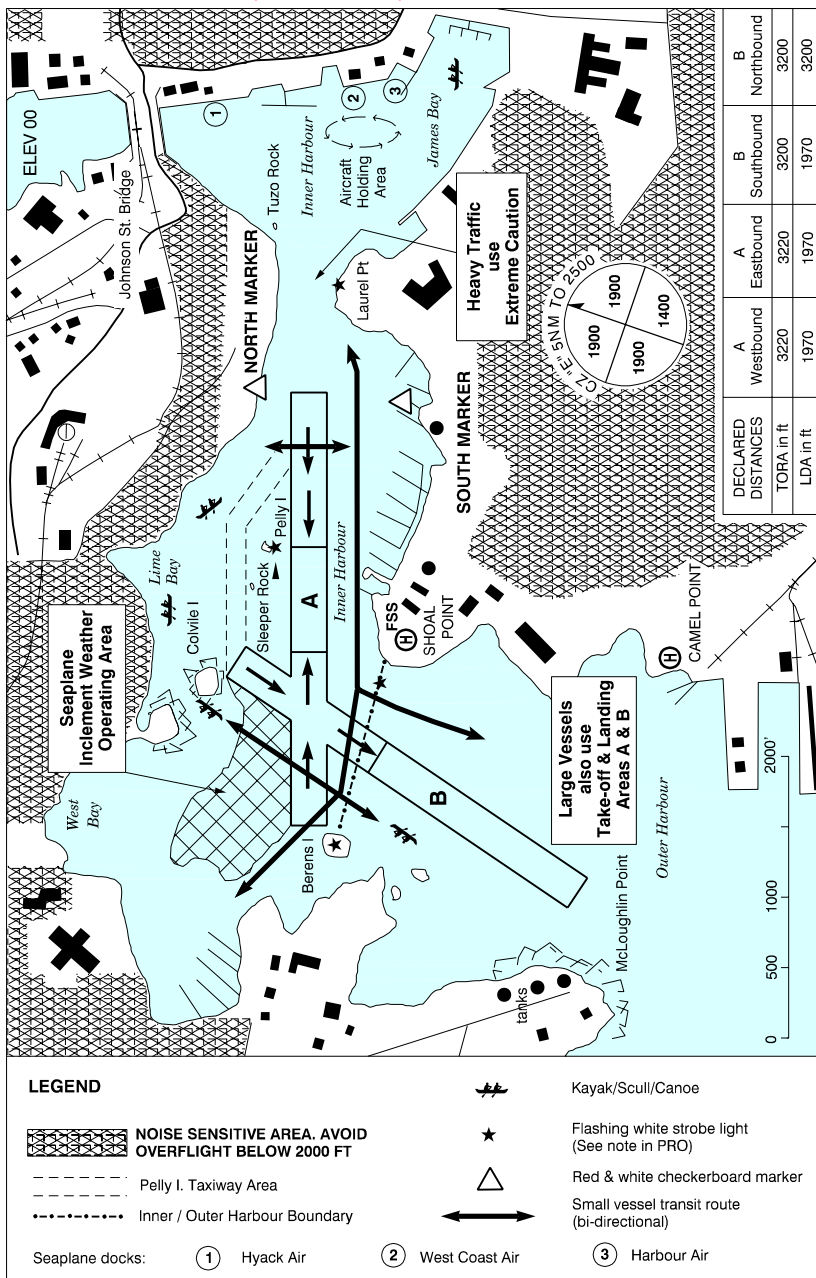 ELEV 00
Johnson St. Bridge
1
2
3
Tuzo Rock
Inner Harbour
Aircraft
Holding
Area
James Bay
NORTH MARKER
Laurel Pt
Heavy Traffic
use
Extreme Caution
CZ "E" 5NM TO 2500
1900
1900
1900
1400
SOUTH MARKER
Lime
Bay
Pelly I
Sleeper Rock
Colvile I
A
Inner Harbour
FSS
H
SHOAL
POINT
H
CAMEL POINT
Seaplane
Inclement Weather
Operating Area
West
Bay
Berens I
B
Large Vessels
also use
Take-off & Landing
Areas A & B
Outer Harbour
McLoughlin Point
tanks
0 500 1000 2000'
DECLARED DISTANCES A Westbound A Eastbound B Southbound B Northbound
TORA in ft 3220 3220 3200 3200
LDA in ft 1970 1970 1970 3200
LEGEND
NOISE SENSITIVE AREA. AVOID
OVERFLIGHT BELOW 2000 FT
Pelly I. Taxiway Area
Inner / Outer Harbour Boundary
Kayak/Scull/Canoe
Flashing white strobe light
(See note in PRO)
Red & white checkerboard marker
Small vessel transit route
(bi-directional)
Seaplane docks: 1 Hyack Air 2 West Coast Air 3 Harbour Air